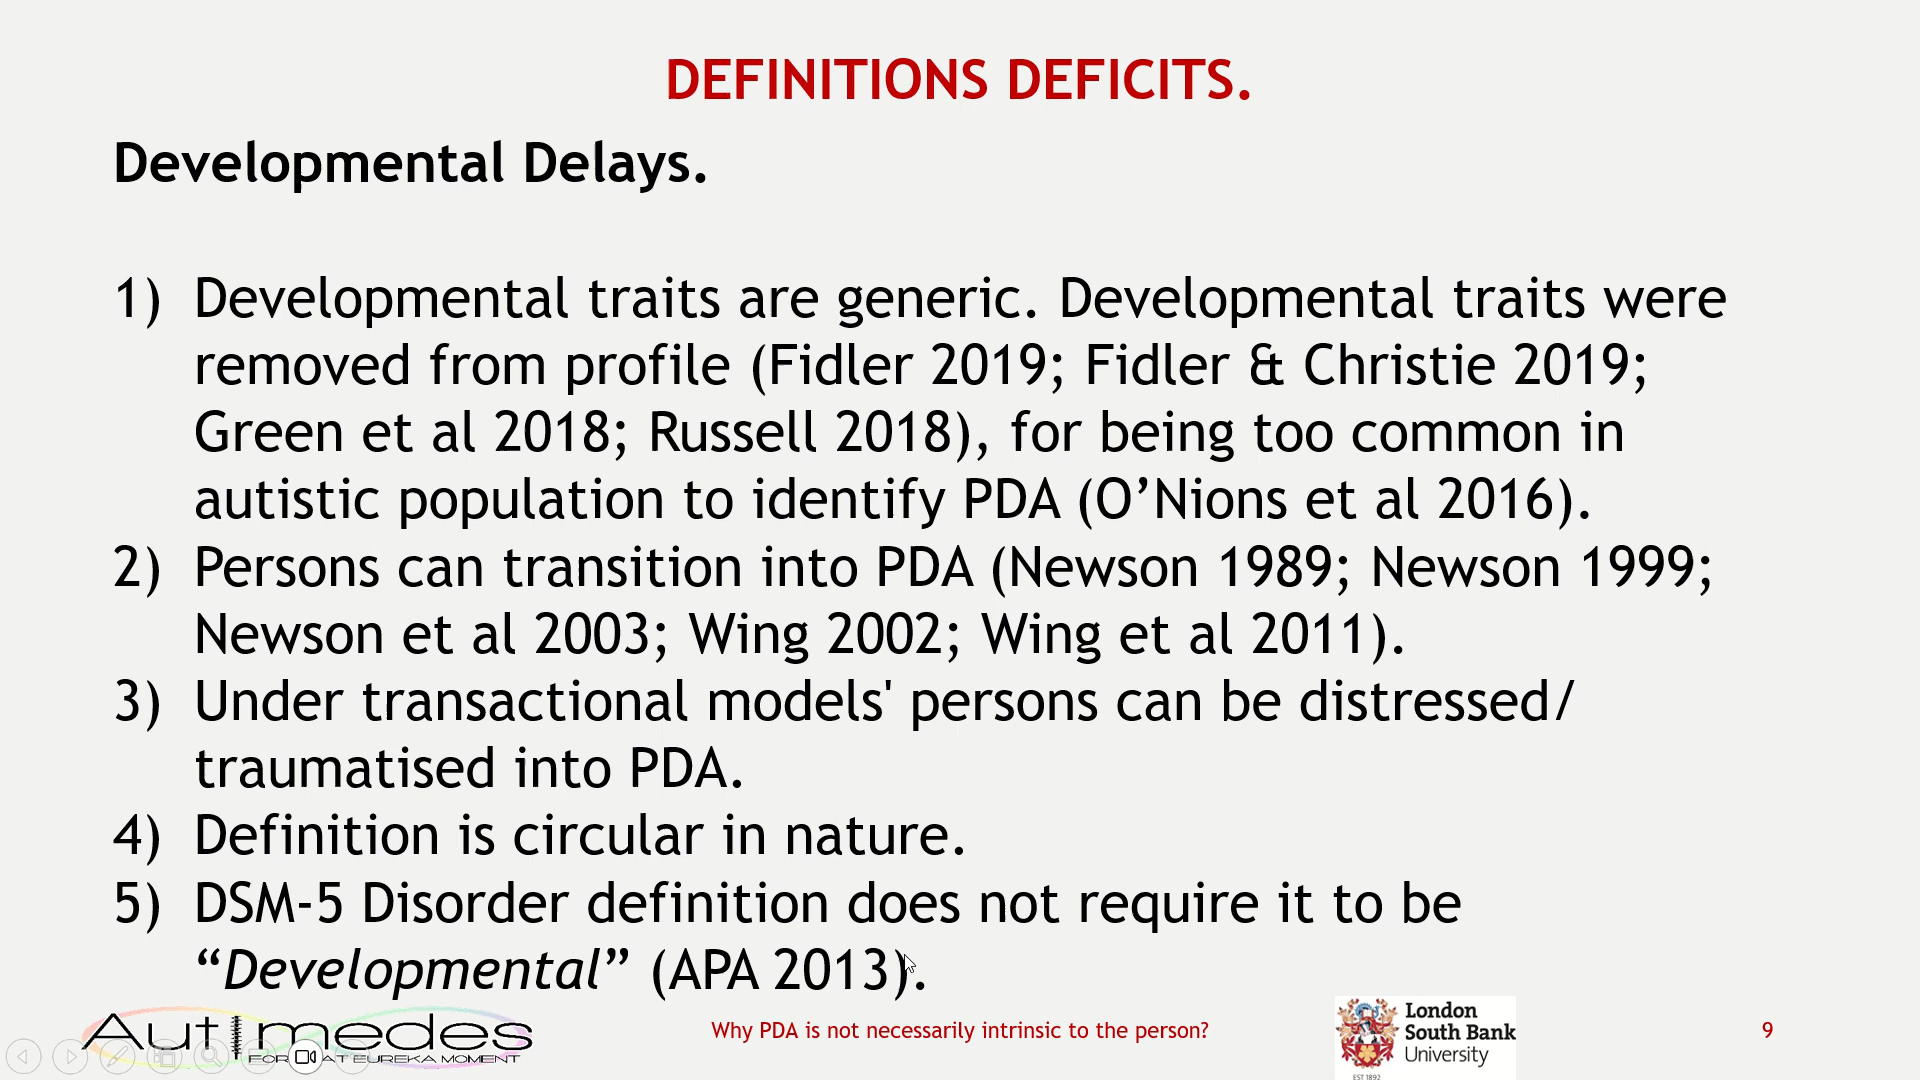 DEFINITIONS DEFICITS.
Developmental Delays.
1) Developmental traits are generic. Developmental traits were
removed from profile (Fidler 2019; Fidler & Christie 2019;
Green et al 2018; Russell 2018), for being too common in
autistic population to identify PDA (O’Nions et al 2016).
2) Persons can transition into PDA (Newson 1989; Newson 1999;
Newson et al 2003; Wing 2002; Wing et al 2011).
3) Under transactional models' persons can be distressed/
traumatised into PDA.
4) Definition is circular in nature.
5) DSM-5 Disorder definition does not require it to be
“Developmental” (APA 2013).
Autimedes
FOR AT EUREKA MOMENT
Why PDA is not necessarily intrinsic to the person?
London
South Bank
University
EST 1892
9